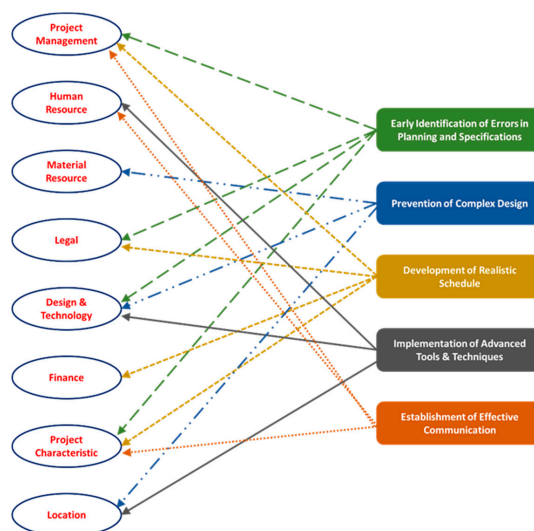 Project
Management
Human
Resource
Material
Resource
Legal
Design &
Technology
Finance
Project
Characteristic
Location
Early Identification of Errors in
Planning and Specifications
Prevention of Complex Design
Development of Realistic
Schedule
Implementation of Advanced
Tools & Techniques
Establishment of Effective
Communication